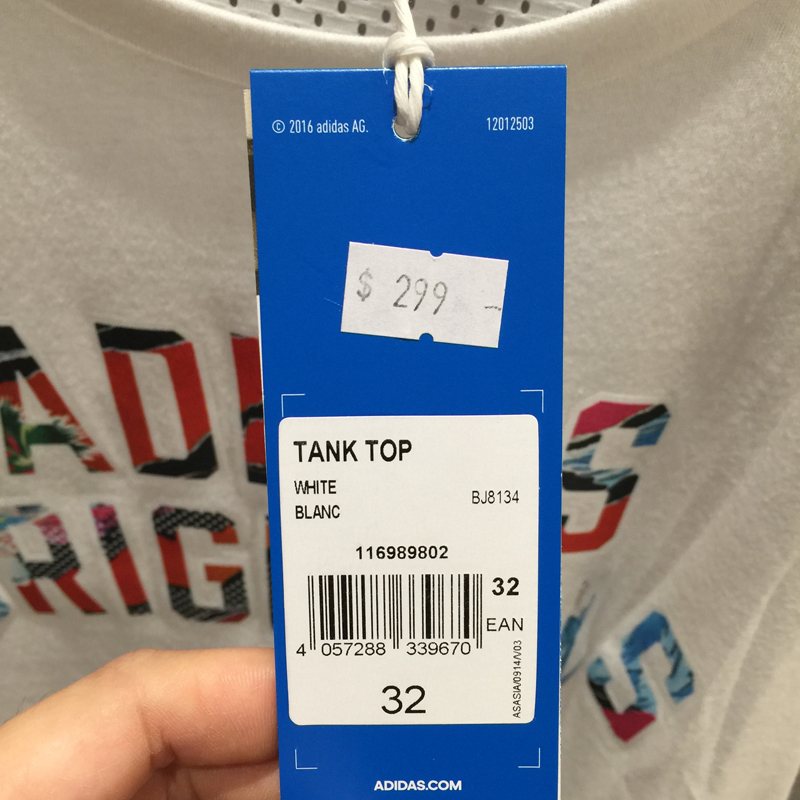 © 2016 adidas AG. 12012503
$ 299 -
TANK TOP
WHITE
BLANC
BJ8134
116989802
32
EAN
4 057288 339670
ASASIA/0914/V03
32
ADIDAS.COM